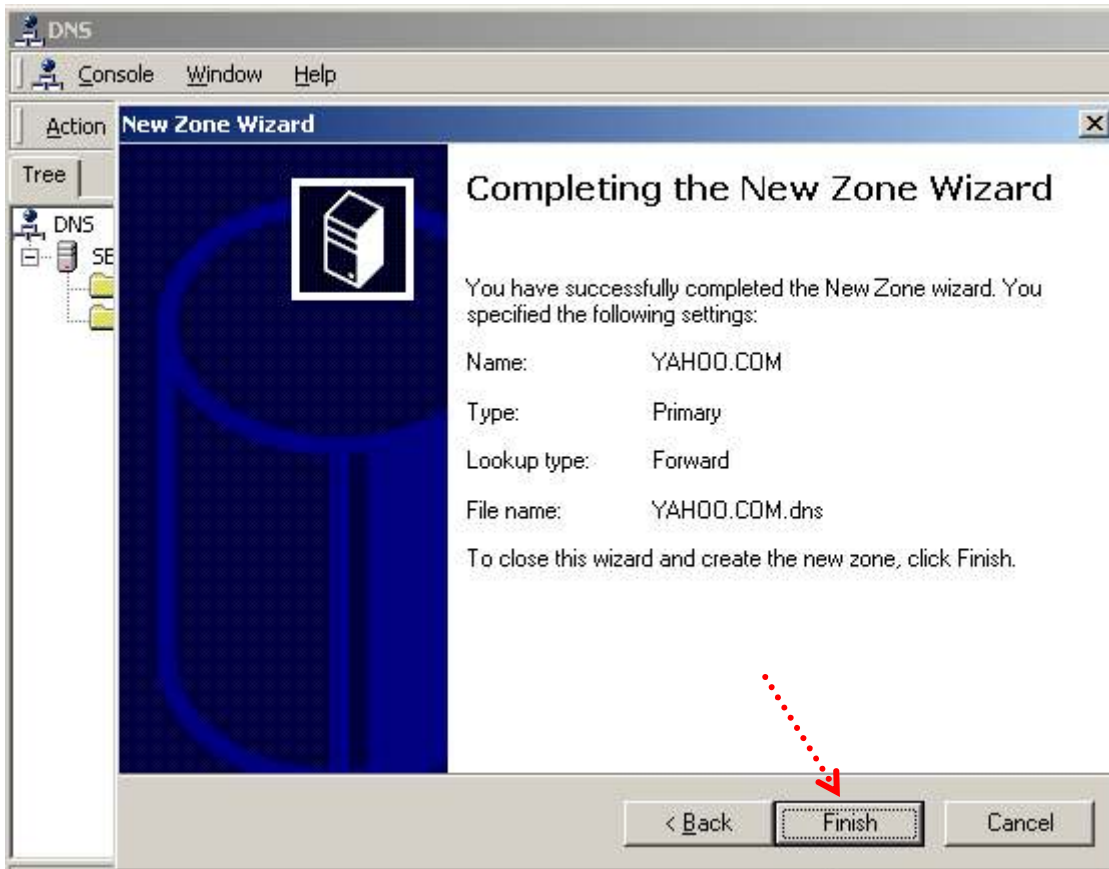 DNS
Console Window Help
Action
New Zone Wizard
Tree
DNS
SE
Completing the New Zone Wizard
You have successfully completed the New Zone wizard. You
specified the following settings:
Name: YAHOO.COM
Type: Primary
Lookup type: Forward
File name: YAHOO.COM.dns
To close this wizard and create the new zone, click Finish.
< Back Finish Cancel